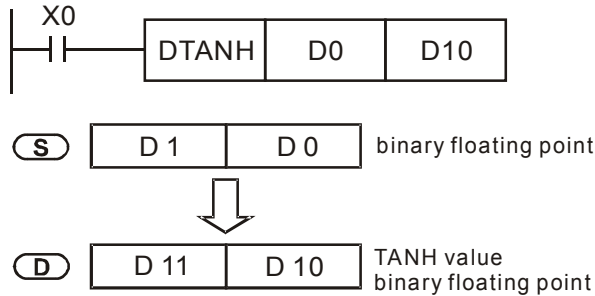 X0
DTANH D0 D10
S D 1 D 0 binary floating point
D D 11 D 10 TANH value
binary floating point